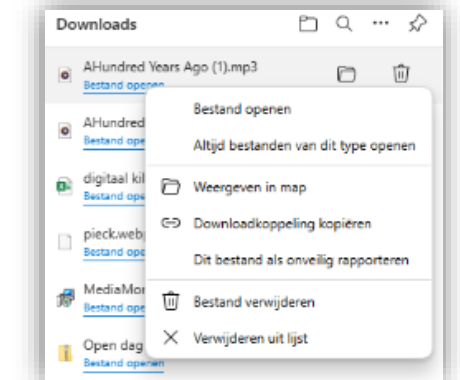 Downloads
AHundred Years Ago (1).mp3
Bestand openen
Bestand openen
Altijd bestanden van dit type openen
Weergeven in map
Downloadkoppeling kopiëren
Dit bestand als onveilig rapporteren
Bestand verwijderen
Verwijderen uit lijst
AHundred
Bestand ope
digitaal kil
Bestand ope
pieck.web
Bestand ope
MediaMor
Bestand ope
Open dag
Bestand openen